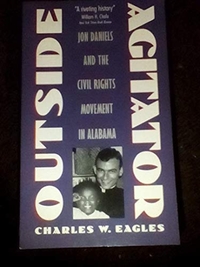 "A riveting history"
William H. Chafe
OUTSIDE
AGITATOR
JON DANIELS
AND THE
CIVIL RIGHTS
MOVEMENT
IN ALABAMA
CHARLES W. EAGLES